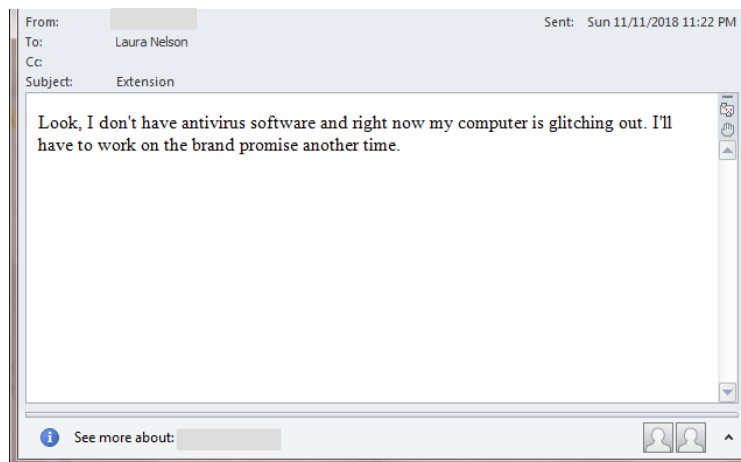 From: Sent: Sun 11/11/2018 11:22 PM
To: Laura Nelson
Cc:
Subject: Extension
Look, I don't have antivirus software and right now my computer is glitching out. I'll
have to work on the brand promise another time.
See more about: